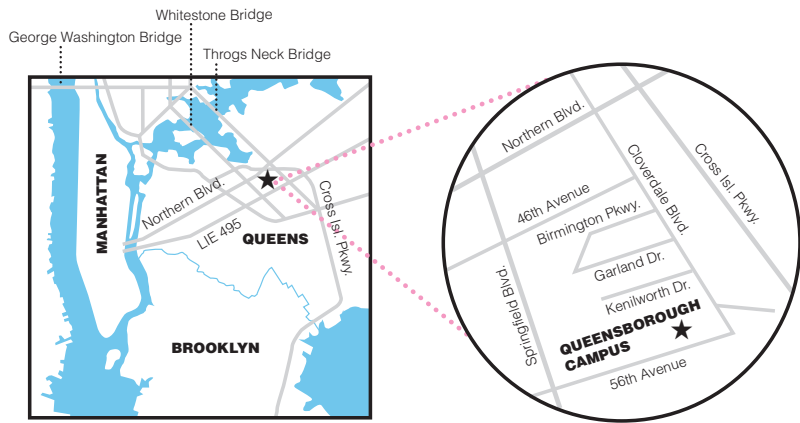 Whitestone Bridge
George Washington Bridge
Throgs Neck Bridge
MANHATTAN
Northern Blvd.
LIE 495
QUEENS
Cross Isl. Pkwy.
BROOKLYN
Northern Blvd.
Cloverdale Blvd.
Cross Isl. Pkwy.
46th Avenue
Birmington Pkwy.
Garland Dr.
Kenilworth Dr.
Springfield Blvd.
QUEENSBOROUGH
CAMPUS
56th Avenue